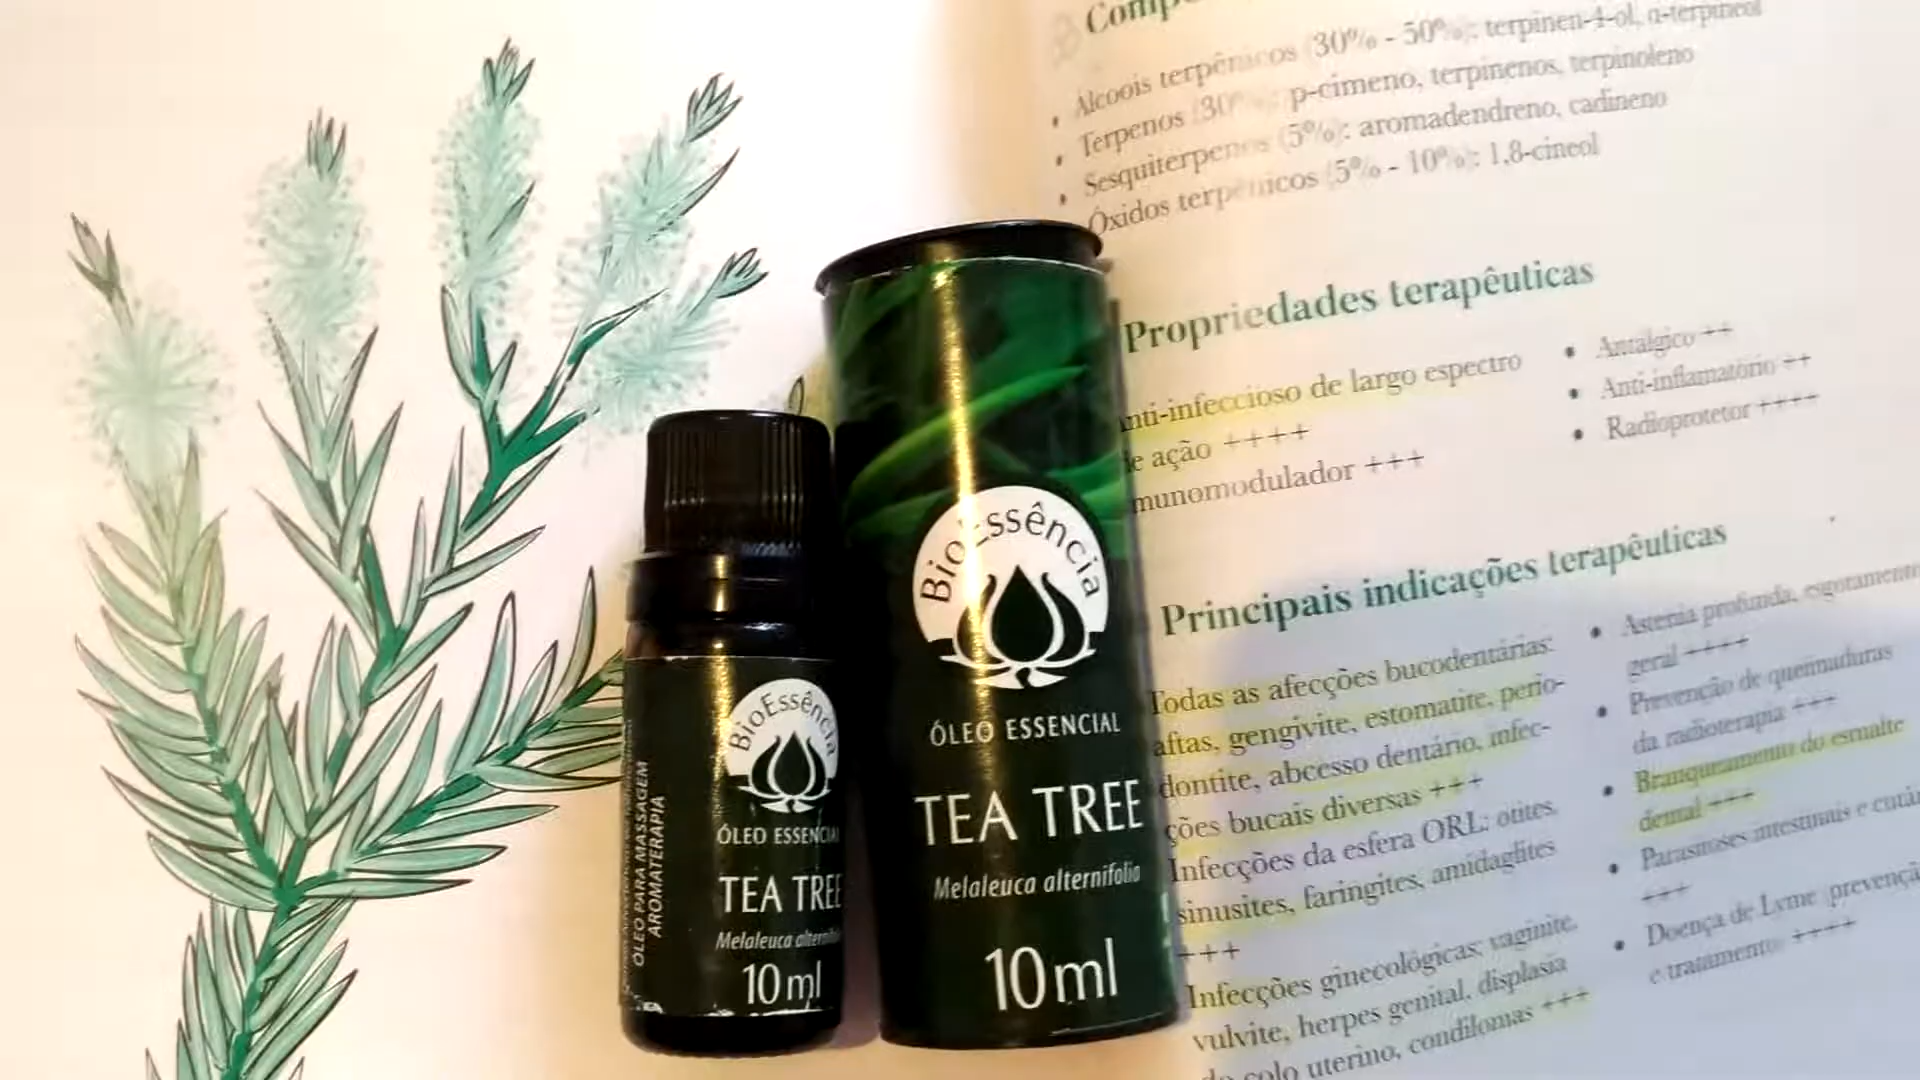 BioEssência
ÓLEO ESSENCIAL
TEA TREE
Melaleuca alternifolia
10ml
BioEssência
ÓLEO ESSENCIAL
TEA TREE
Melaleuca
10ml
ÓLEO PARA MASSAGEM
AROMATERAPIA
• Álcoois terpênicos (30% - 50%): terpinen-4-ol, α-terpineol
• Terpenos (30%): p-cimeno, terpinenos, terpinoleno
• Sesquiterpenos (5%): aromadendreno, cadineno
Óxidos terpênicos (5% - 10%): 1,8-cineol
Propriedades terapêuticas
nti-infeccioso de largo espectro
de ação ++++
munomodulador +++
• Antálgico ++
• Anti-inflamatório ++
• Radioprotetor ++++
Principais indicações terapêuticas
Todas as afecções bucodentárias:
aftas, gengivite, estomatite, perio-
dontite, abcesso dentário, infec-
ções bucais diversas +++
Infecções da esfera ORL: otites,
sinusites, faringites, amidaglites
+++
Infecções ginecológicas: vaginite,
vulvite, herpes genital, displasia
do colo uterino, condilomas +++
• Astenia profunda, esgotamento
geral ++++
• Prevenção de queimaduras
da radioterapia +++
• Branqueamento do esmalte
dental +++
• Parasitoses intestinais e
+++
• Doença de Lyme (prevenção
e tratamento) ++++